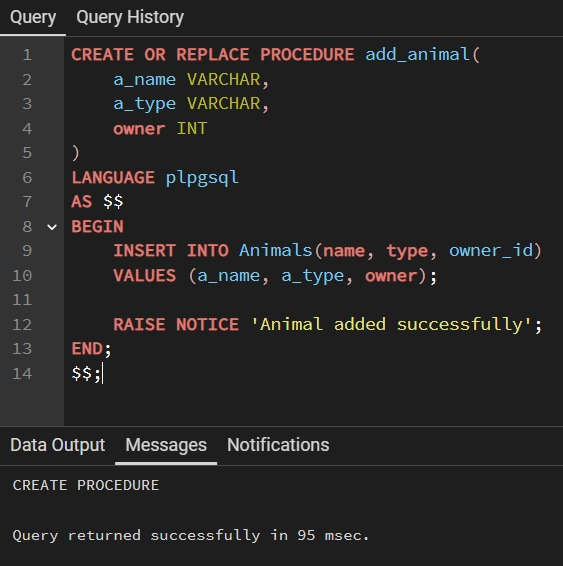 Query Query History
1 CREATE OR REPLACE PROCEDURE add_animal(
2     a_name VARCHAR,
3     a_type VARCHAR,
4     owner INT
5 )
6 LANGUAGE plpgsql
7 AS $$
8 BEGIN
9     INSERT INTO Animals(name, type, owner_id)
10     VALUES (a_name, a_type, owner);
11
12     RAISE NOTICE 'Animal added successfully';
13 END;
14 $$;
Data Output Messages Notifications
CREATE PROCEDURE
Query returned successfully in 95 msec.